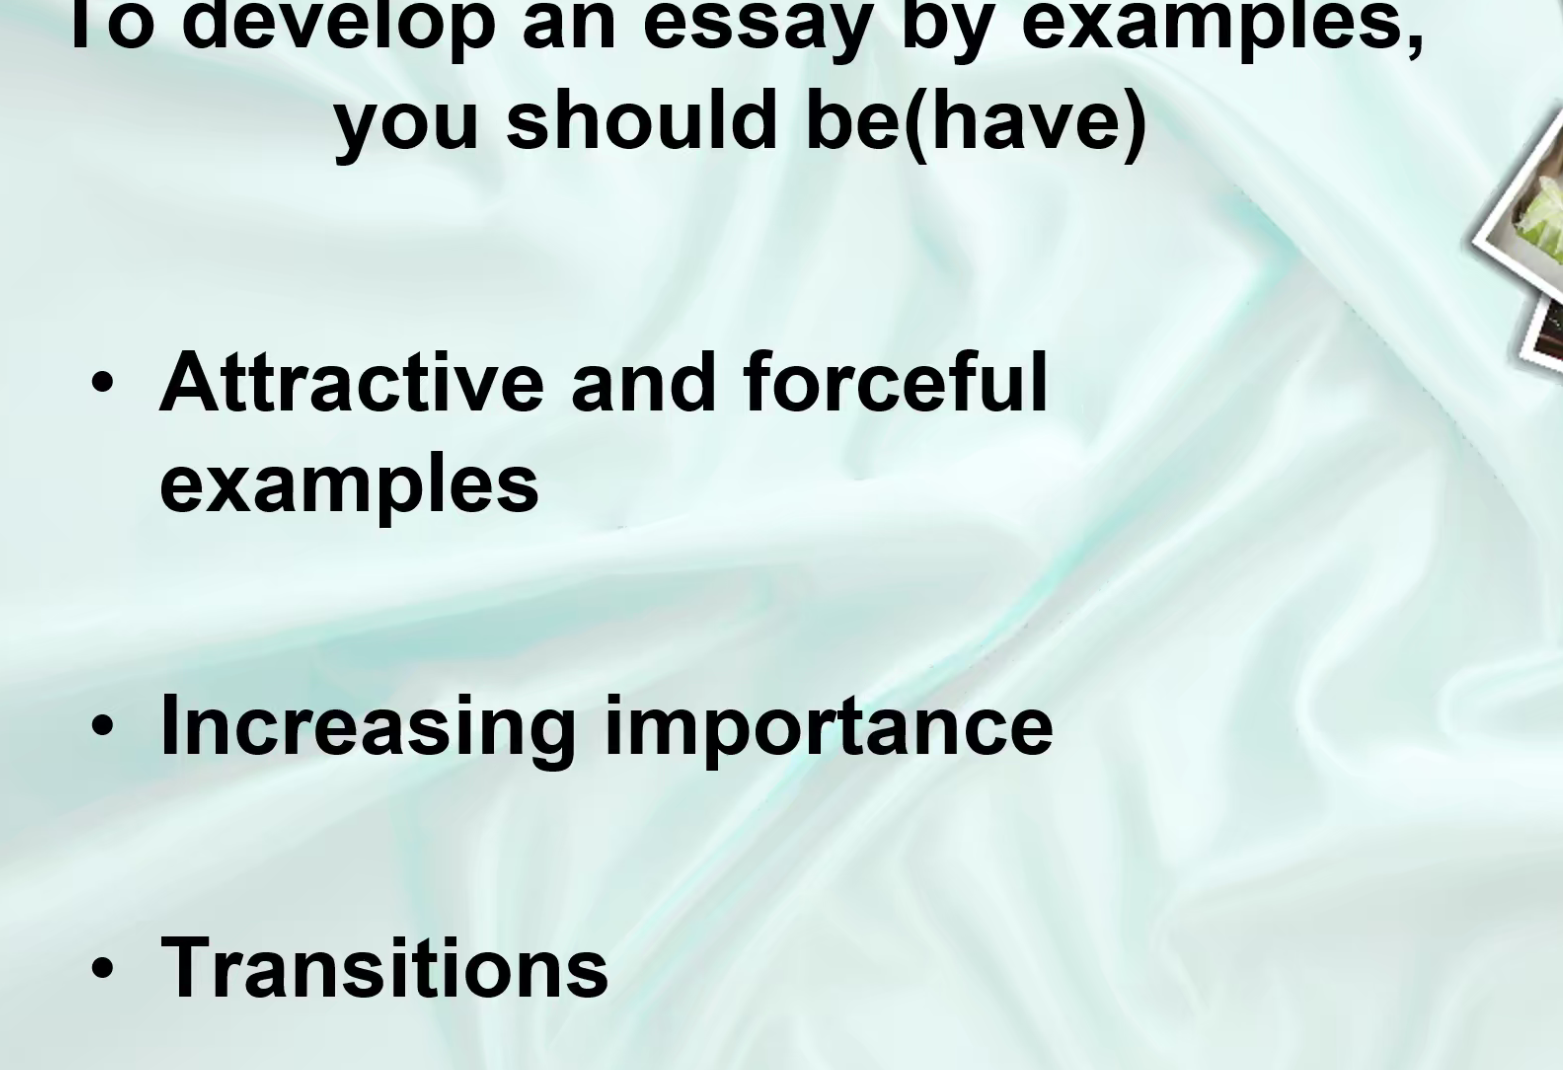 To develop an essay by examples,
you should be(have)
• Attractive and forceful
examples
• Increasing importance
• Transitions